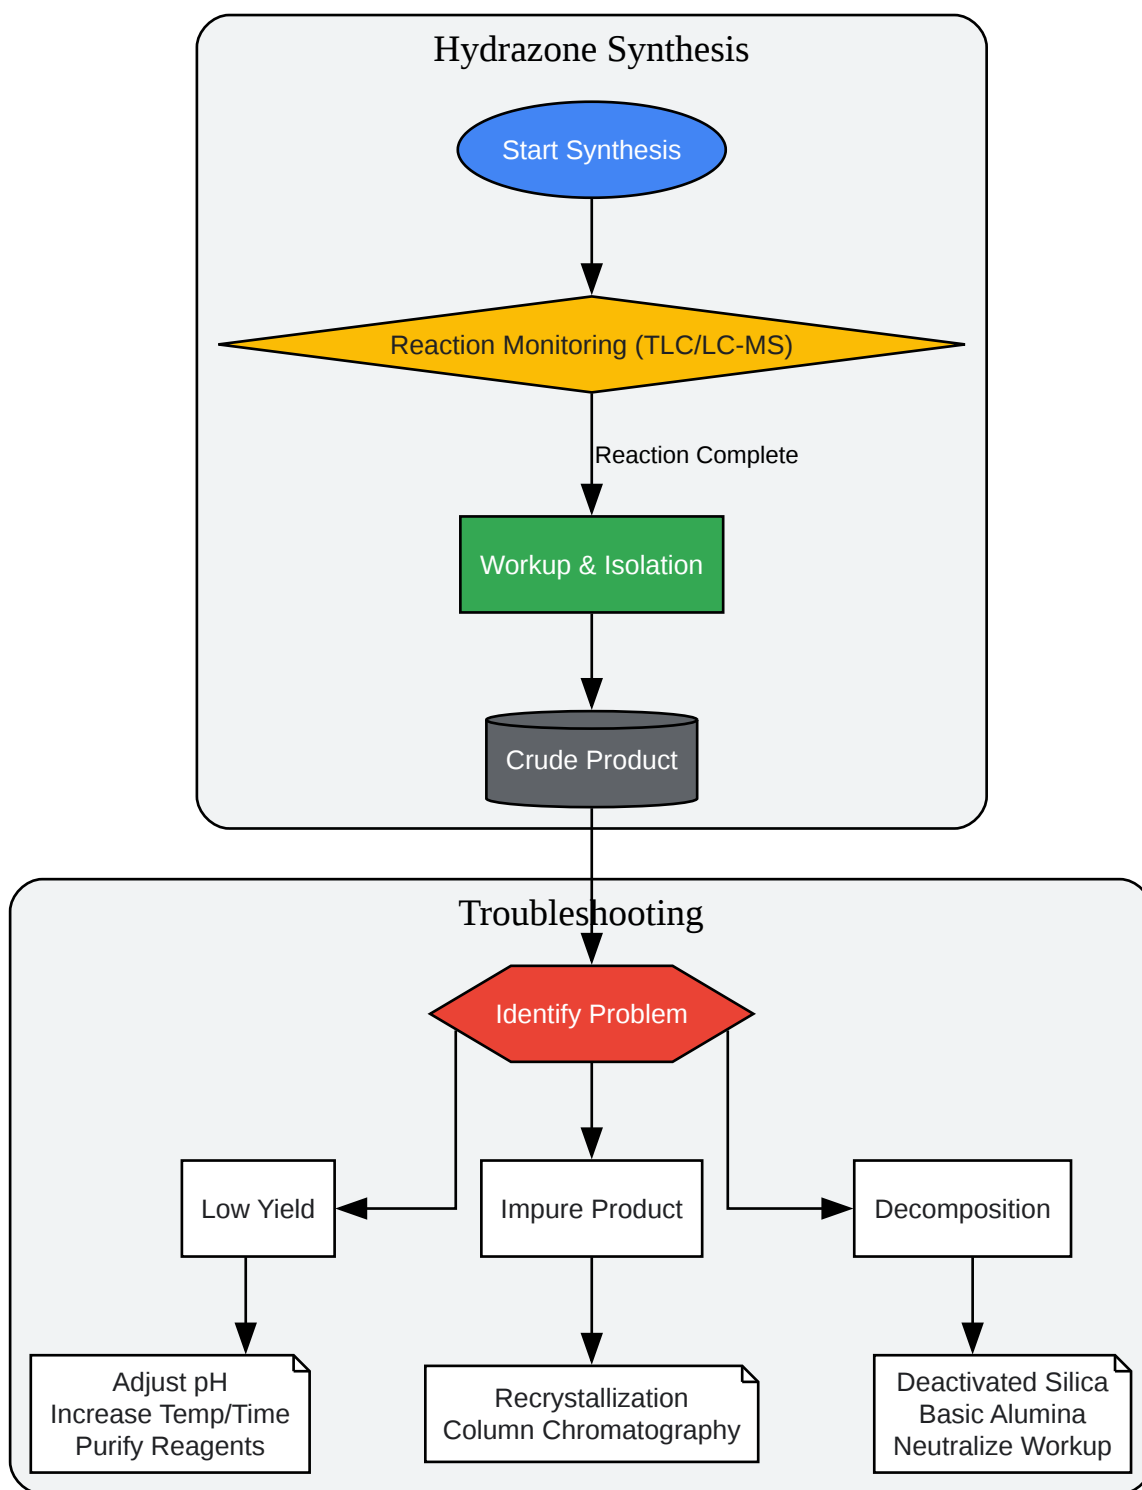 Hydrazone Synthesis
Start Synthesis
Reaction Monitoring (TLC/LC-MS)
Reaction Complete
Workup & Isolation
Crude Product
Troubleshooting
Identify Problem
Low Yield
Impure Product
Decomposition
Adjust pH
Increase Temp/Time
Purify Reagents
Recrystallization
Column Chromatography
Deactivated Silica
Basic Alumina
Neutralize Workup